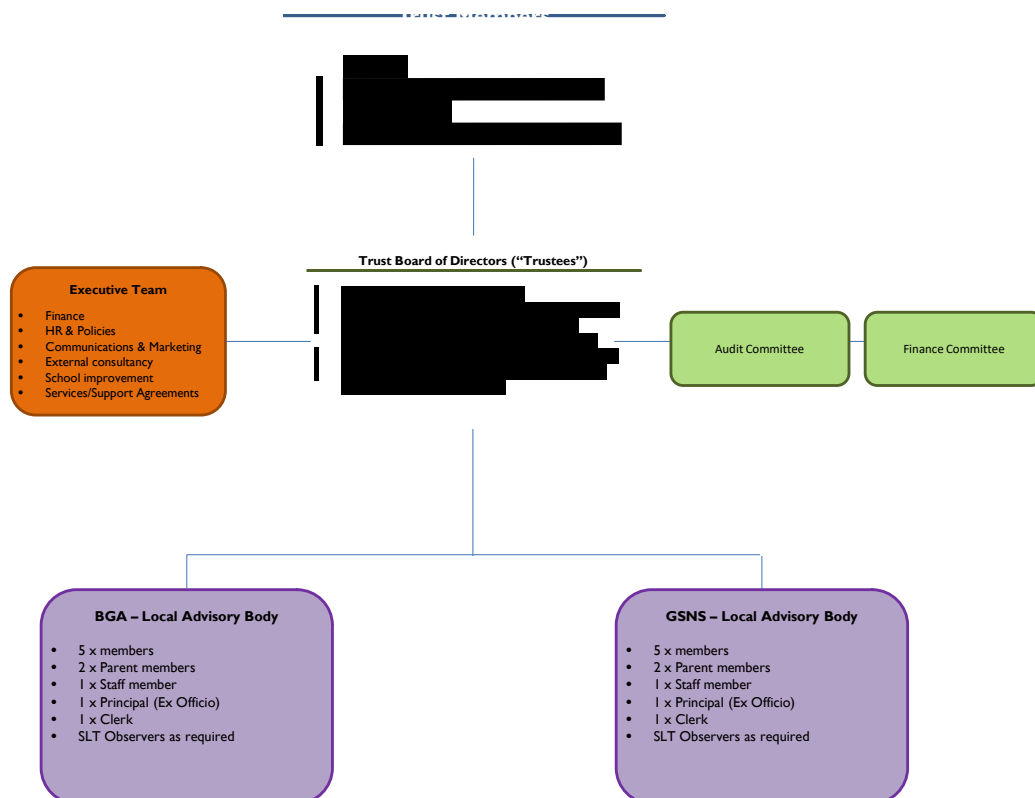 Trust Members
Trust Board of Directors (“Trustees”)
Executive Team
• Finance
• HR & Policies
• Communications & Marketing
• External consultancy
• School improvement
• Services/Support Agreements
Audit Committee
Finance Committee
BGA – Local Advisory Body
• 5 x members
• 2 x Parent members
• 1 x Staff member
• 1 x Principal (Ex Officio)
• 1 x Clerk
• SLT Observers as required
GSNS – Local Advisory Body
• 5 x members
• 2 x Parent members
• 1 x Staff member
• 1 x Principal (Ex Officio)
• 1 x Clerk
• SLT Observers as required